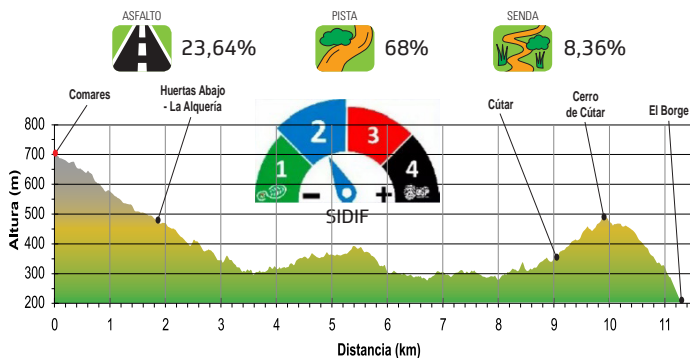 ASFALTO
23,64%
PISTA
68%
SENDA
8,36%
Comares
Huertas Abajo
- La Alquería
Cútar
Cerro
de Cútar
El Borge
1
2
3
4
SIDIF
Altura (m)
800
700
600
500
400
300
200
0 1 2 3 4 5 6 7 8 9 10 11
Distancia (km)